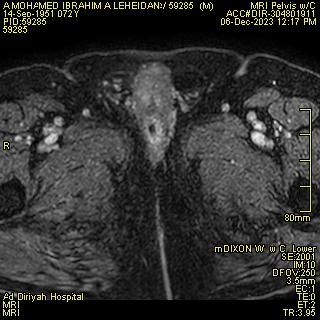 A MOHAMED IBRAHIM A LEHEIDAN:/ 59285 (M)
14-Sep-1951 072Y
PID:59285
59285
MRI Pelvis w/C
ACC#DIR-304801911
06-Dec-2023 12:17 PM
R
80mm
mDIXON W w C Lower
SE:2001
IM:10
DFOV:250
3.5mm
EC:1
TE:0
ET:2
TR:3.95
Ad Diriyah Hospital
MRI
MRI